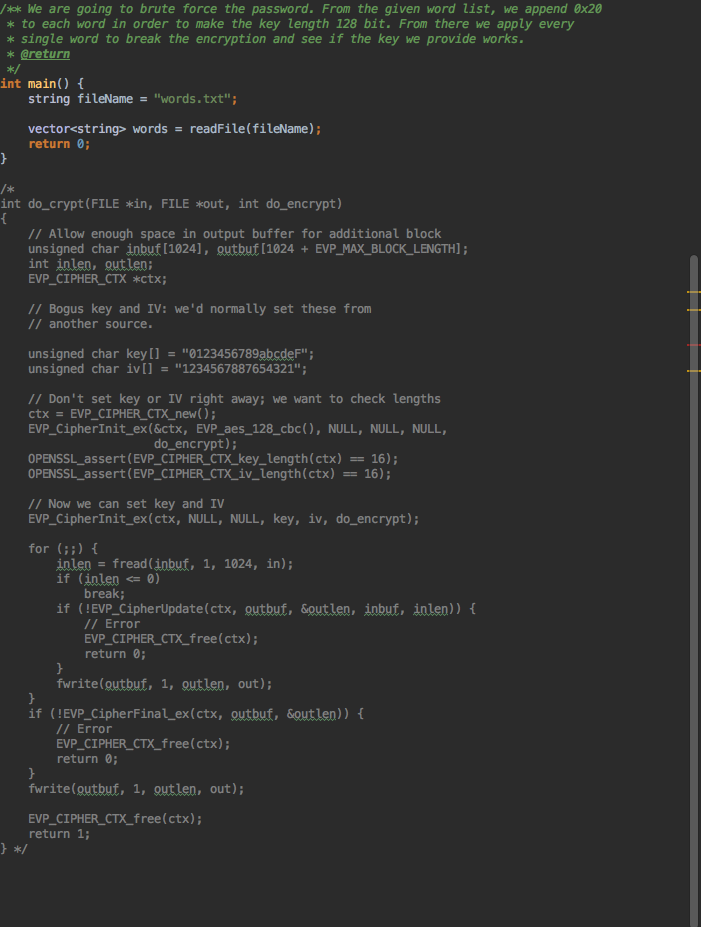 /** We are going to brute force the password. From the given word list, we append 0x20
 * to each word in order to make the key length 128 bit. From there we apply every
 * single word to break the encryption and see if the key we provide works.
 * @return
 */
int main() {
    string fileName = "words.txt";

    vector<string> words = readFile(fileName);
    return 0;
}

/*
int do_crypt(FILE *in, FILE *out, int do_encrypt)
{
    // Allow enough space in output buffer for additional block
    unsigned char inbuf[1024], outbuf[1024 + EVP_MAX_BLOCK_LENGTH];
    int inlen, outlen;
    EVP_CIPHER_CTX *ctx;

    // Bogus key and IV: we'd normally set these from
    // another source.

    unsigned char key[] = "0123456789abcdeF";
    unsigned char iv[] = "1234567887654321";

    // Don't set key or IV right away; we want to check lengths
    ctx = EVP_CIPHER_CTX_new();
    EVP_CipherInit_ex(&ctx, EVP_aes_128_cbc(), NULL, NULL, NULL,
                      do_encrypt);
    OPENSSL_assert(EVP_CIPHER_CTX_key_length(ctx) == 16);
    OPENSSL_assert(EVP_CIPHER_CTX_iv_length(ctx) == 16);

    // Now we can set key and IV
    EVP_CipherInit_ex(ctx, NULL, NULL, key, iv, do_encrypt);

    for (;;) {
        inlen = fread(inbuf, 1, 1024, in);
        if (inlen <= 0)
            break;
        if (!EVP_CipherUpdate(ctx, outbuf, &outlen, inbuf, inlen)) {
            // Error
            EVP_CIPHER_CTX_free(ctx);
            return 0;
        }
        fwrite(outbuf, 1, outlen, out);
    }
    if (!EVP_CipherFinal_ex(ctx, outbuf, &outlen)) {
        // Error
        EVP_CIPHER_CTX_free(ctx);
        return 0;
    }
    fwrite(outbuf, 1, outlen, out);

    EVP_CIPHER_CTX_free(ctx);
    return 1;
} */